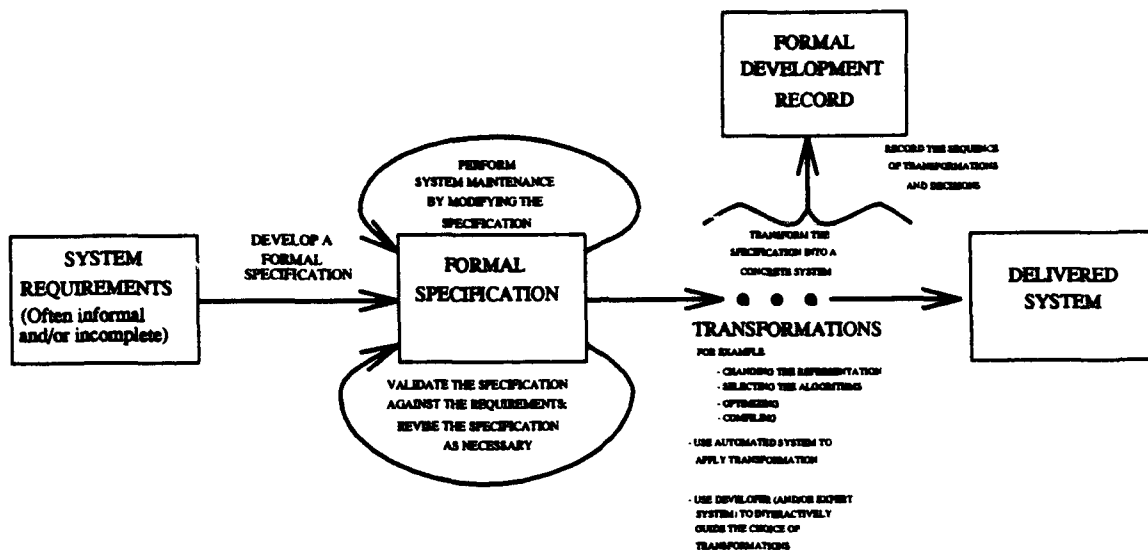 FORMAL
DEVELOPMENT
RECORD
RECORD THE SEQUENCE
OF TRANSFORMATIONS
AND DECISIONS
PERFORM
SYSTEM MAINTENANCE
BY MODIFYING THE
SPECIFICATION
DEVELOP A
FORMAL
SPECIFICATION
SYSTEM
REQUIREMENTS
(Often informal
and/or incomplete)
FORMAL
SPECIFICATION
TRANSFORM THE
SPECIFICATION INTO A
CONCRETE SYSTEM
DELIVERED
SYSTEM
VALIDATE THE SPECIFICATION
AGAINST THE REQUIREMENTS;
REVISE THE SPECIFICATION
AS NECESSARY
TRANSFORMATIONS
FOR EXAMPLE
- CHANGING THE REPRESENTATION
- SELECTING THE ALGORITHMS
- OPTIMIZING
- COMPILING
- USE AUTOMATED SYSTEM TO
APPLY TRANSFORMATION
- USE DEVELOPER (AND/OR EXPERT
SYSTEM) TO INTERACTIVELY
GUIDE THE CHOICE OF
TRANSFORMATIONS